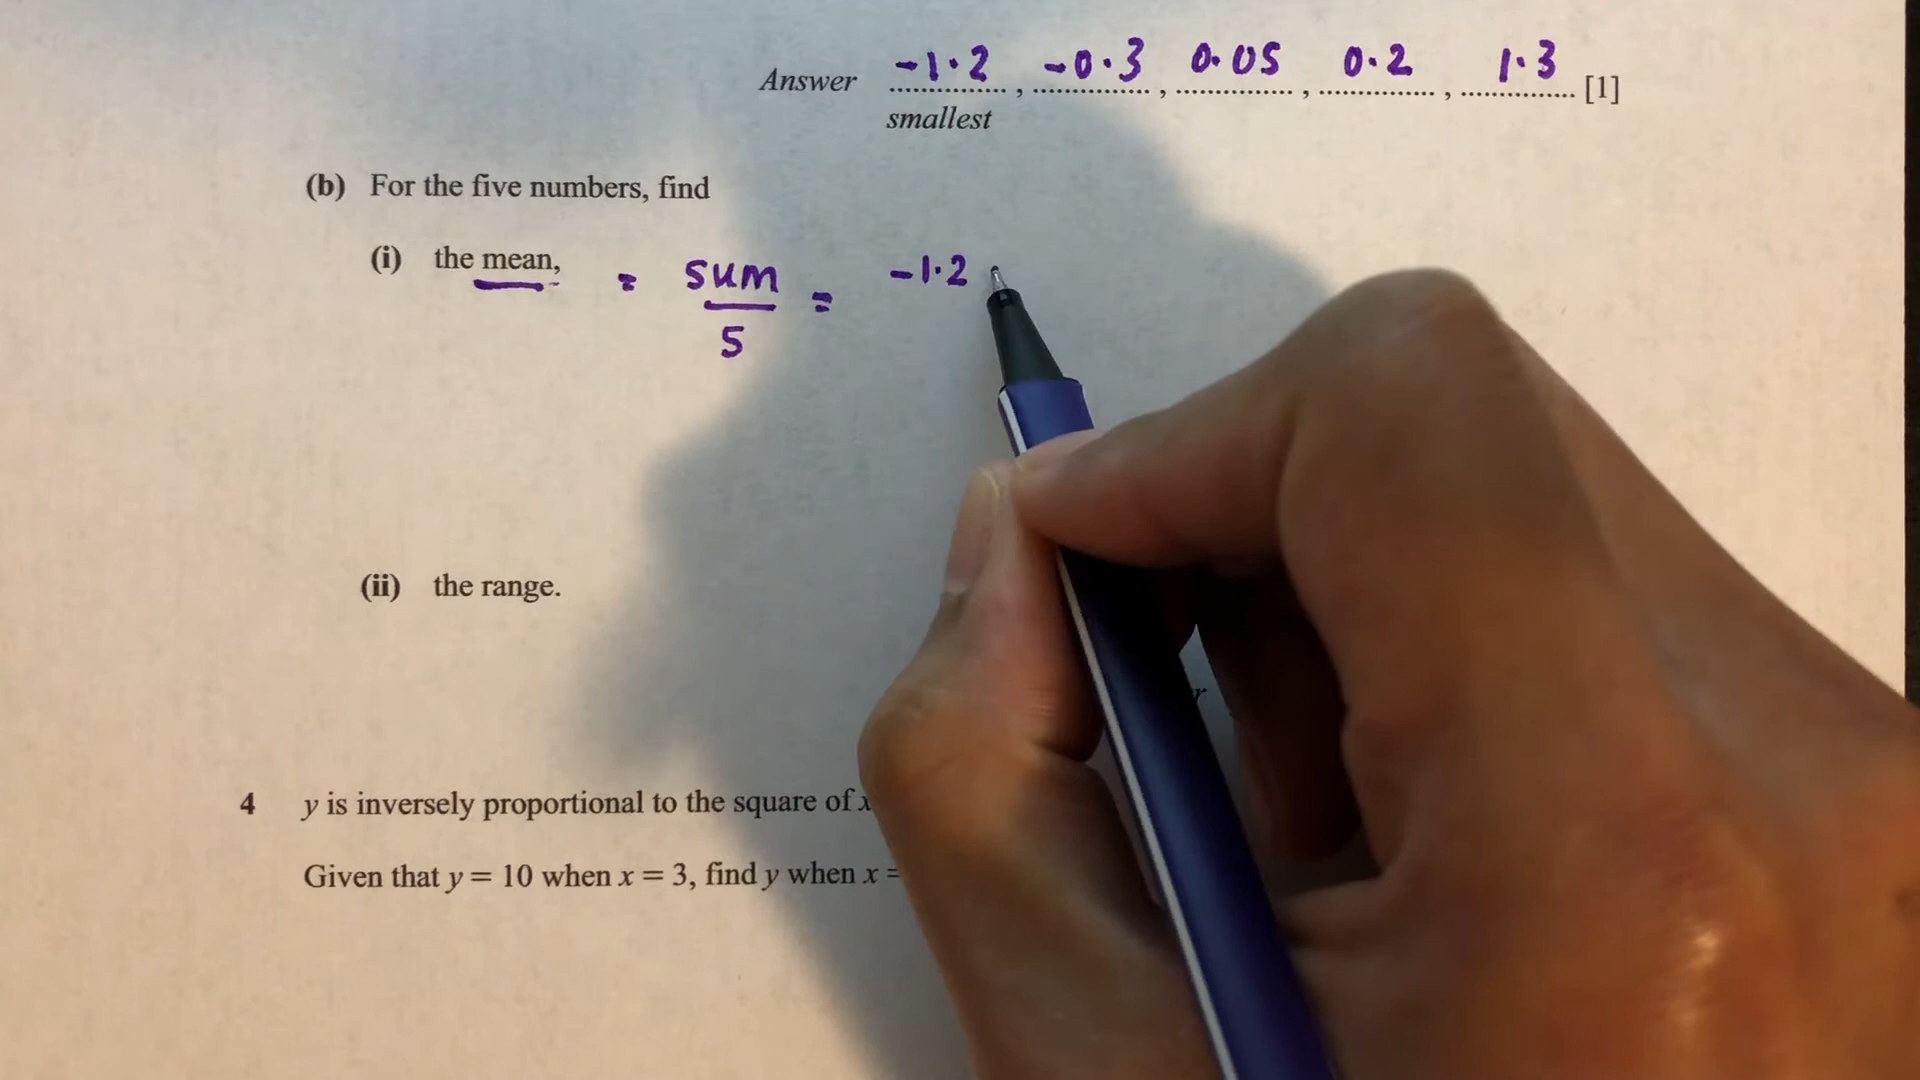 Answer -1.2 , -0.3 , 0.05 , 0.2 , 1.3 [1]
smallest
(b) For the five numbers, find
(i) the mean, = sum/5 = -1.2
(ii) the range.
4 y is inversely proportional to the square of x
Given that y = 10 when x = 3, find y when x =